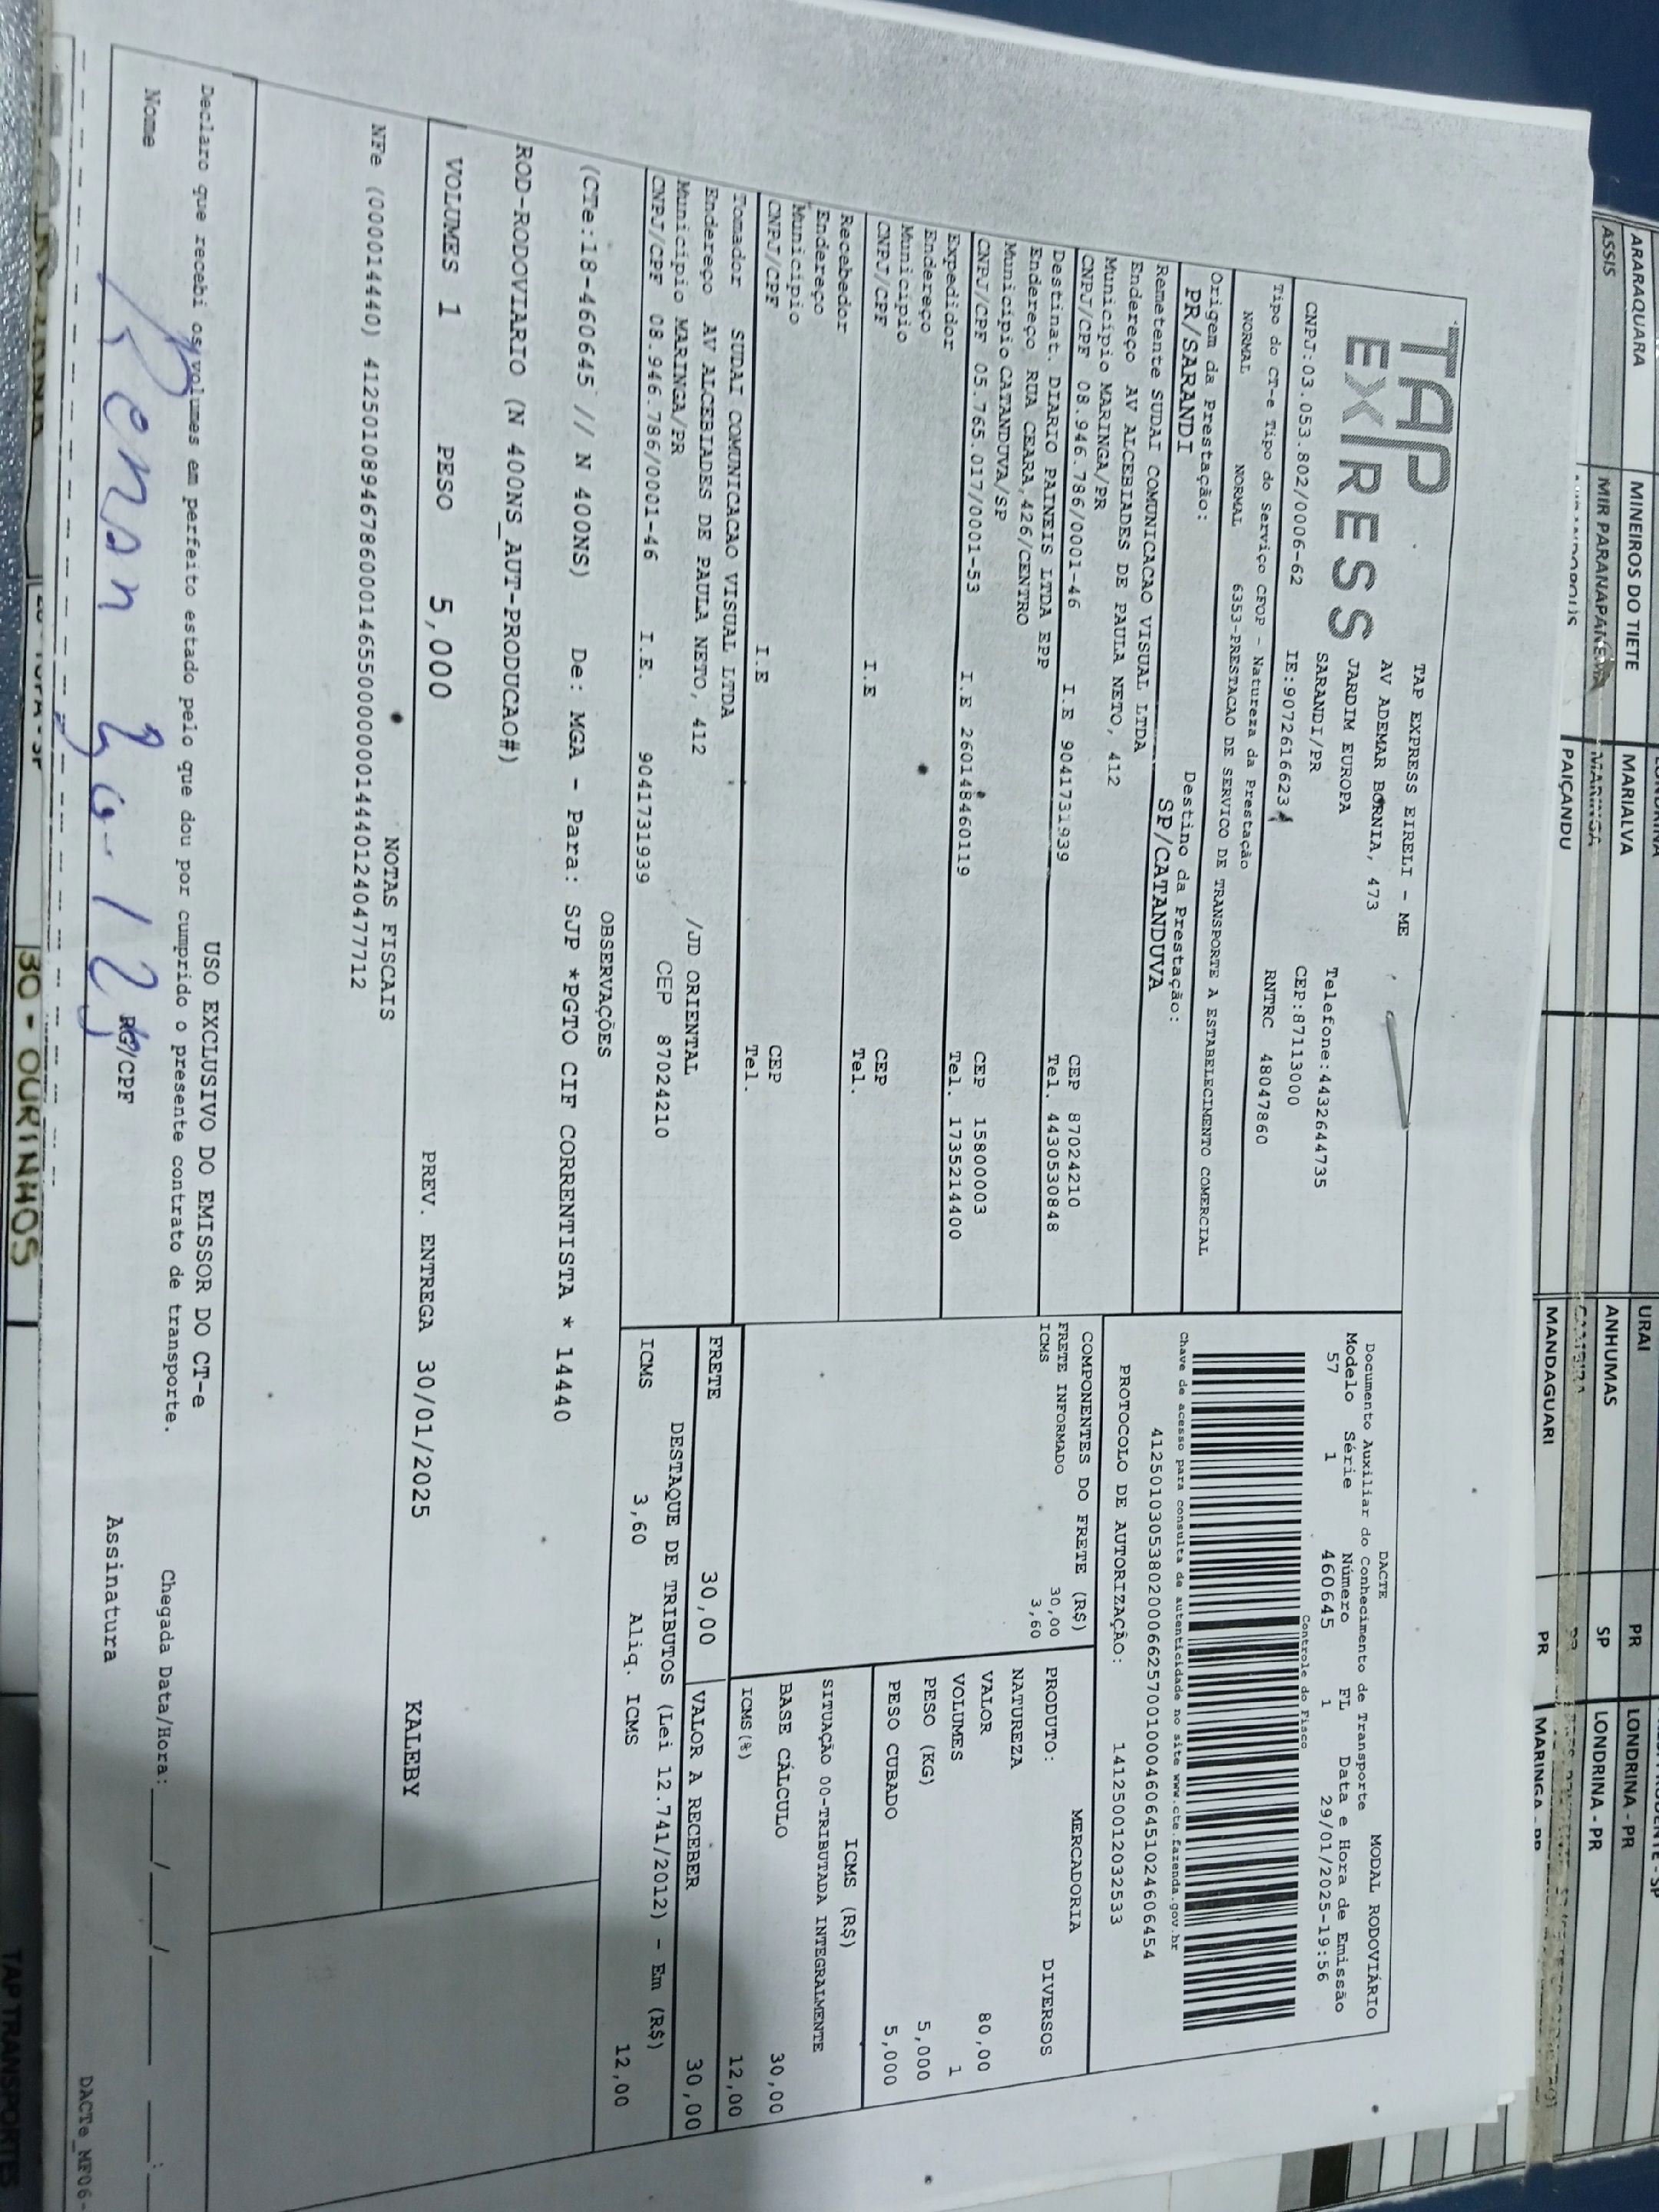 TAP
EXPRESS
TAP EXPRESS EIRELI - ME
AV ADEMAR BORNIA, 473
JARDIM EUROPA
SARANDI/PR
Telefone:4432644735
CEP:87113000
CNPJ:03.053.802/0006-62
IE:9072616623
RNTRC 48047860
Tipo do CT-e Tipo do Serviço CFOP - Natureza da Prestação
NORMAL NORMAL 6353-PRESTACAO DE SERVICO DE TRANSPORTE A ESTABELECIMENTO COMERCIAL
Origem da Prestação: Destino da Prestação:
PR/SARANDI SP/CATANDUVA
DACTE MODAL RODOVIÁRIO
Documento Auxiliar do Conhecimento de Transporte
Modelo Série Número FL Data e Hora de Emissão
57 1 460645 1 29/01/2025-19:56
Controle do Fisco
Chave de acesso para consulta de autenticidade no site www.cte.fazenda.gov.br
41250103053802000662570010004606451024606454
PROTOCOLO DE AUTORIZAÇÃO: 141250012032533
Remetente SUDAI COMUNICACAO VISUAL LTDA
Endereço AV ALCEBIADES DE PAULA NETO, 412
Municipio MARINGA/PR CEP 87024210
CNPJ/CPF 08.946.786/0001-46 I.E 9041731939 Tel. 4430530848
Destinat. DIARIO PAINEIS LTDA EPP
Endereço RUA CEARA,426/CENTRO
Municipio CATANDUVA/SP CEP 15800003
CNPJ/CPF 05.765.017/0001-53 I.E 260148460119 Tel. 1735214400
Expedidor
Endereço
Municipio CEP
CNPJ/CPF I.E Tel.
Recebedor
Endereço
Municipio CEP
CNPJ/CPF I.E Tel.
Tomador SUDAI COMUNICACAO VISUAL LTDA
Endereço AV ALCEBIADES DE PAULA NETO, 412 /JD ORIENTAL
Municipio MARINGA/PR CEP 87024210
CNPJ/CPF 08.946.786/0001-46 I.E. 9041731939
COMPONENTES DO FRETE (R$)
FRETE INFORMADO 30,00
ICMS 3,60
MERCADORIA
PRODUTO: DIVERSOS
NATUREZA
VALOR 80,00
VOLUMES 1
PESO (KG) 5,000
PESO CUBADO 5,000
ICMS (R$)
SITUAÇÃO 00-TRIBUTADA INTEGRALMENTE
BASE CÁLCULO 30,00
ICMS(%) 12,00
FRETE 30,00 VALOR A RECEBER 30,00
DESTAQUE DE TRIBUTOS (Lei 12.741/2012) - Em (R$)
ICMS 3,60 Aliq. ICMS 12,00
OBSERVAÇÕES
(CTe:18-460645 // N 400NS) De: MGA - Para: SJP *PGTO CIF CORRENTISTA * 14440
ROD-RODOVIARIO (N 400NS_AUT-PRODUCAO#)
VOLUMES 1 PESO 5,000 PREV. ENTREGA 30/01/2025 KALEBY
NOTAS FISCAIS
NFe (000014440) 41250108946786000146550000000144401240477712
USO EXCLUSIVO DO EMISSOR DO CT-e
Declaro que recebi os volumes em perfeito estado pelo que dou por cumprido o presente contrato de transporte.
Chegada Data/Hora:____/____/____ ____:
Nome RG/CPF Assinatura
Renan
DACTe_MF06-
ARARAQUARA
ASSIS
MINEIROS DO TIETE
MIR PARANAPANEMA
MARIALVA
MARINGA
PAIÇANDU
URAI
ANHUMAS
CAMBIRA
MANDAGUARI
PR
SP
PR
LONDRINA - PR
LONDRINA - PR
MARINGA - PR
30 - OURINHOS
TAP TRANSPORTES